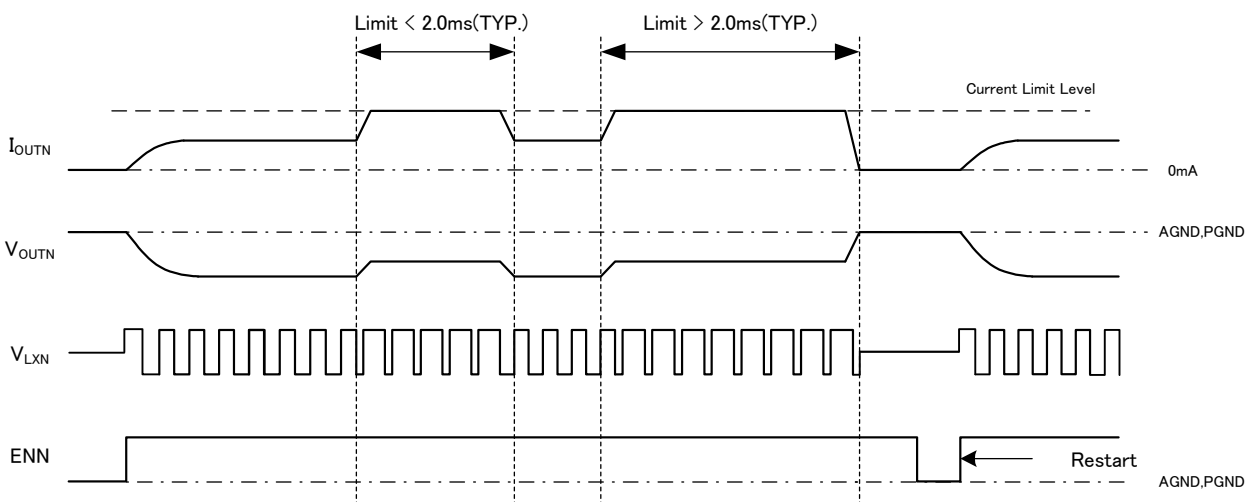 Limit < 2.0ms(TYP.)
Limit > 2.0ms(TYP.)
Current Limit Level
IOUTN
0mA
AGND,PGND
VOUTN
VLXN
ENN
Restart
AGND,PGND